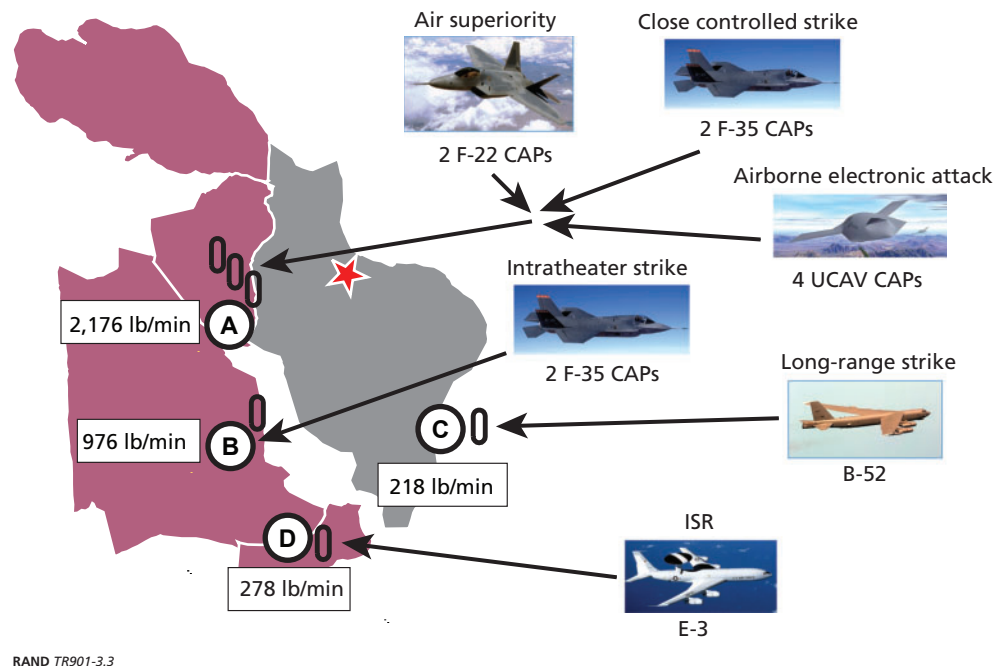 Air superiority
Close controlled strike
2 F-22 CAPs
2 F-35 CAPs
Airborne electronic attack
4 UCAV CAPs
Intratheater strike
2 F-35 CAPs
2,176 lb/min
A
Long-range strike
B-52
976 lb/min
B
C
218 lb/min
D
278 lb/min
ISR
E-3
RAND TR901-3.3